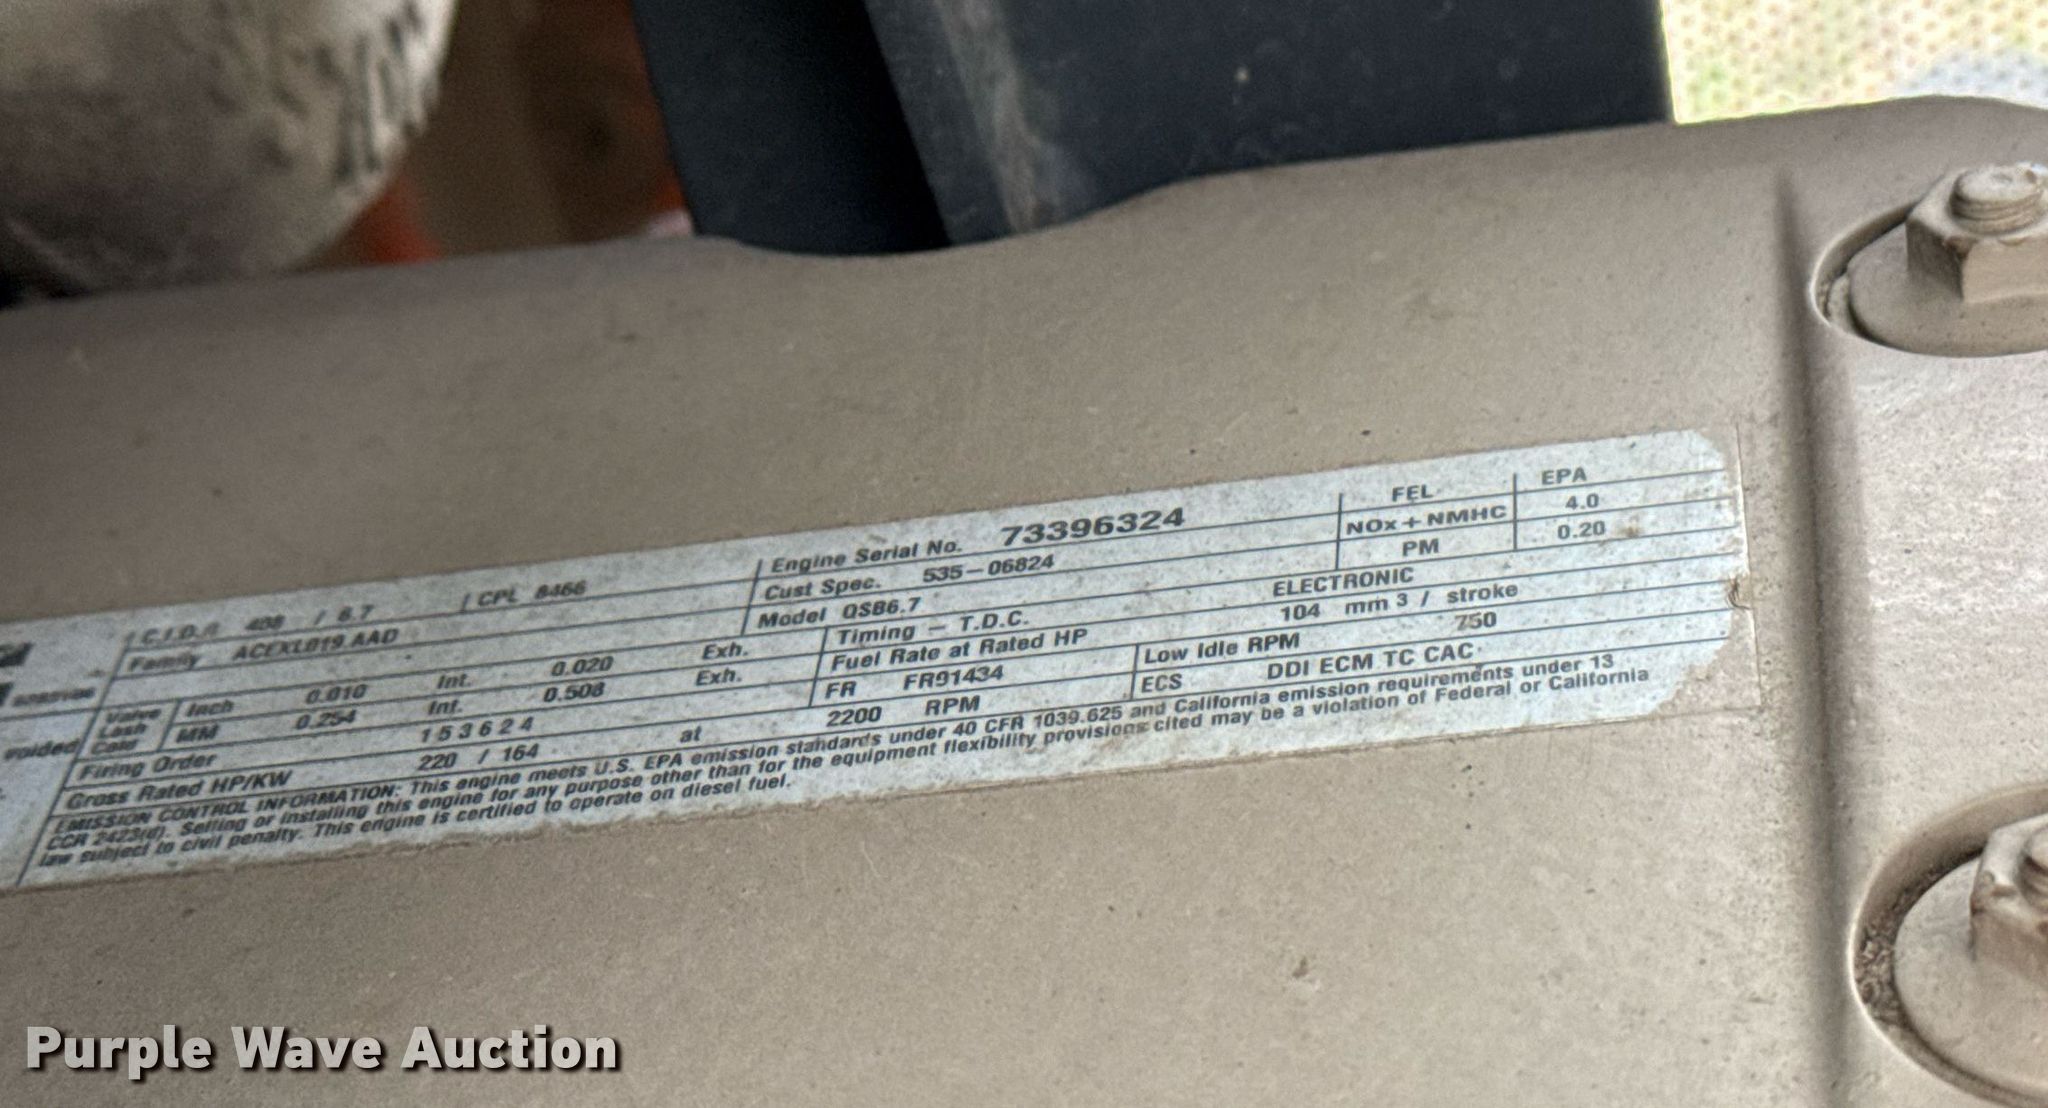 FEL EPA
Engine Serial No. 73396324 NOx + NMHC 4.0
C.I.D./L 408 / 6.7 CPL 8466 Cust Spec. 535-06824 PM 0.20
Family ACEXL019.AAD Model QSB6.7 ELECTRONIC
Timing - T.D.C. 104 mm3 / stroke
Valve Lash Cold Inch 0.010 Int. 0.020 Exh. Fuel Rate at Rated HP
MM 0.254 Int. 0.508 Exh. FR FR91434 Low Idle RPM 750
Firing Order 153624 ECS DDI ECM TC CAC
Gross Rated HP/KW 220 / 164 at 2200 RPM
EMISSION CONTROL INFORMATION: This engine meets U.S. EPA emission standards under 40 CFR 1039.625 and California emission requirements under 13
CCR 2423(d). Selling or installing this engine for any purpose other than for the equipment flexibility provisions cited may be a violation of Federal or California
law subject to civil penalty. This engine is certified to operate on diesel fuel.
Purple Wave Auction